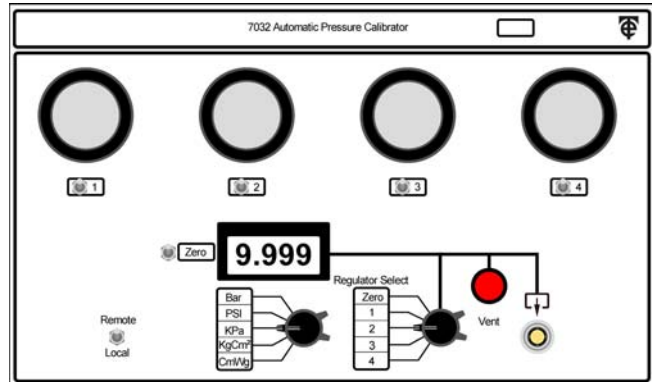 7032 Automatic Pressure Calibrator
1
2
3
4
Zero
9.999
Regulator Select
Bar
PSI
KPa
KgCm²
CmWg
Zero
1
2
3
4
Vent
Remote
Local